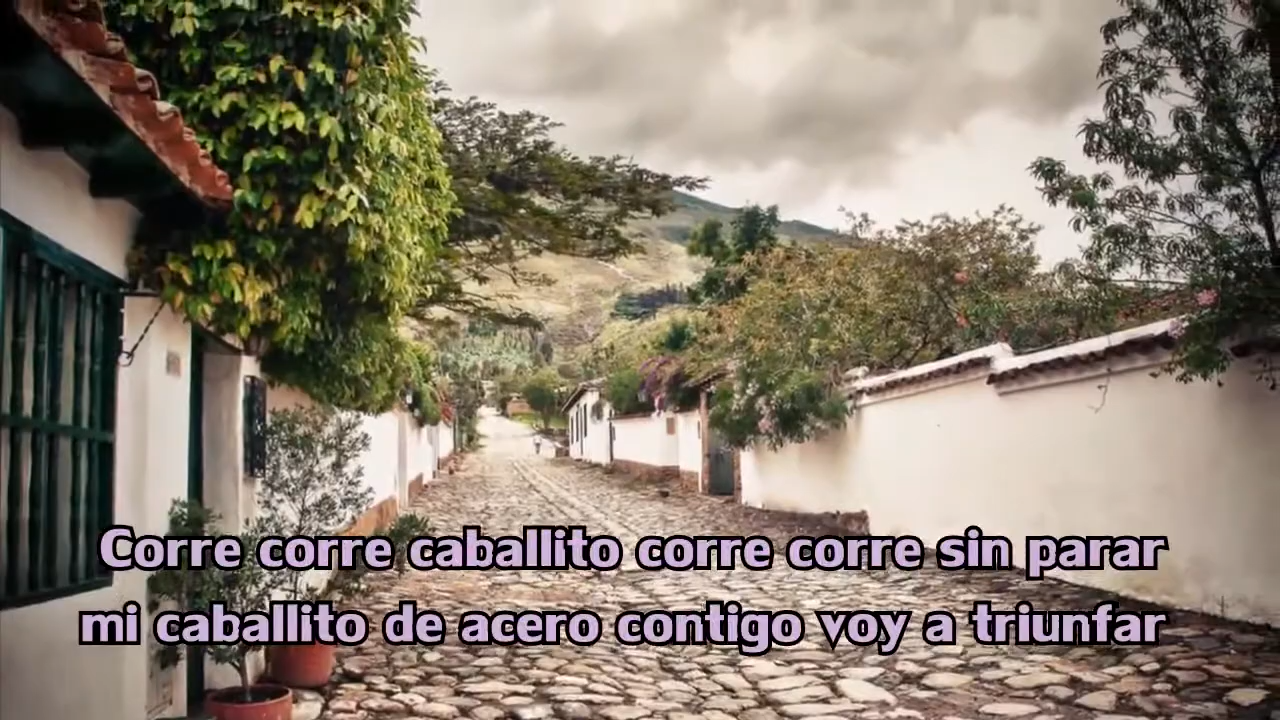 Corre corre caballito corre corre sin parar
mi caballito de acero contigo voy a triunfar